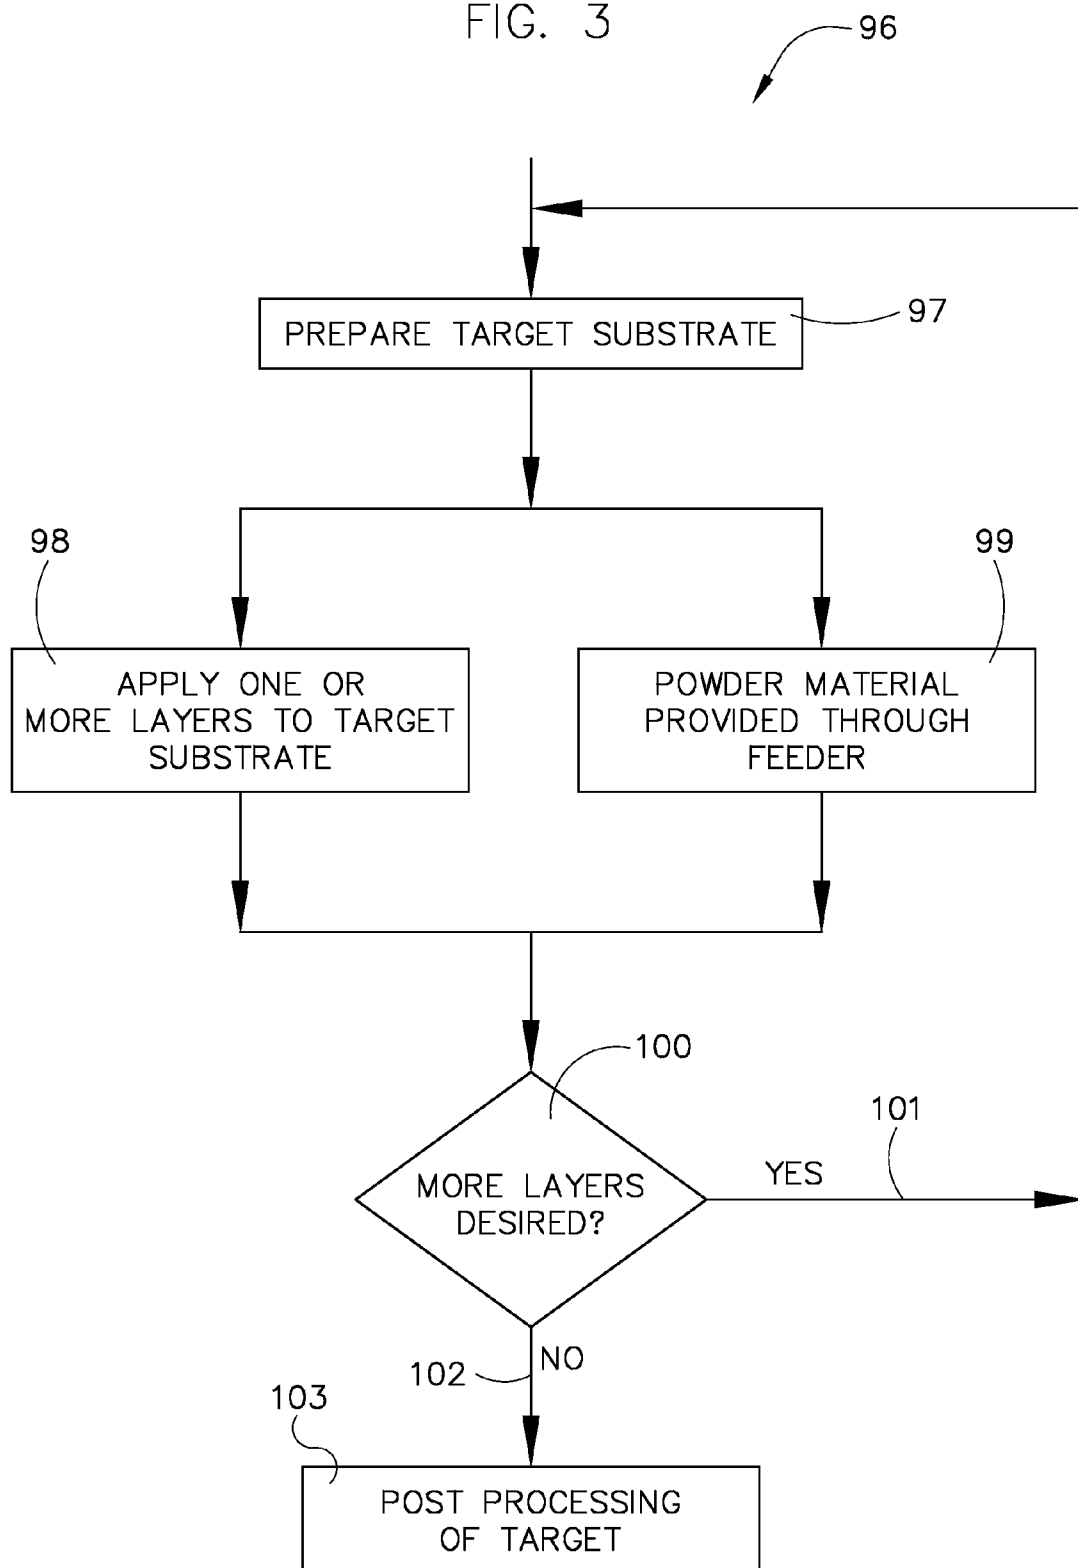 FIG. 3
96
PREPARE TARGET SUBSTRATE
97
98
99
APPLY ONE OR
MORE LAYERS TO TARGET
SUBSTRATE
POWDER MATERIAL
PROVIDED THROUGH
FEEDER
100
101
YES
MORE LAYERS
DESIRED?
NO
102
103
POST PROCESSING
OF TARGET